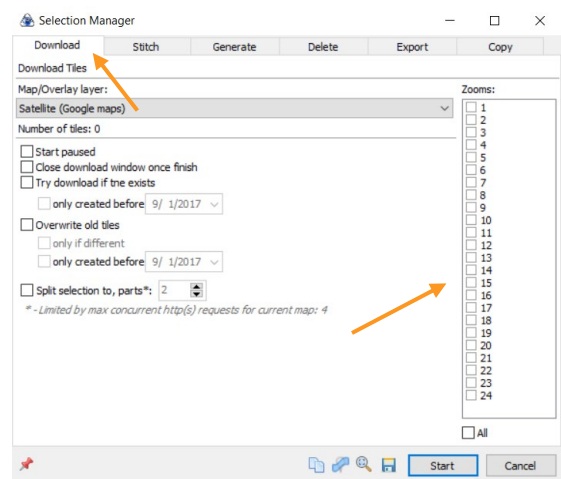 Selection Manager
Download Stitch Generate Delete Export Copy
Download Tiles
Map/Overlay layer:
Satellite (Google maps)
Number of tiles: 0
Start paused
Close download window once finish
Try download if tne exists
only created before 9/ 1/2017
Overwrite old tiles
only if different
only created before 9/ 1/2017
Split selection to, parts*: 2
* - Limited by max concurrent http(s) requests for current map: 4
Zooms:
1
2
3
4
5
6
7
8
9
10
11
12
13
14
15
16
17
18
19
20
21
22
23
24
All
Start Cancel